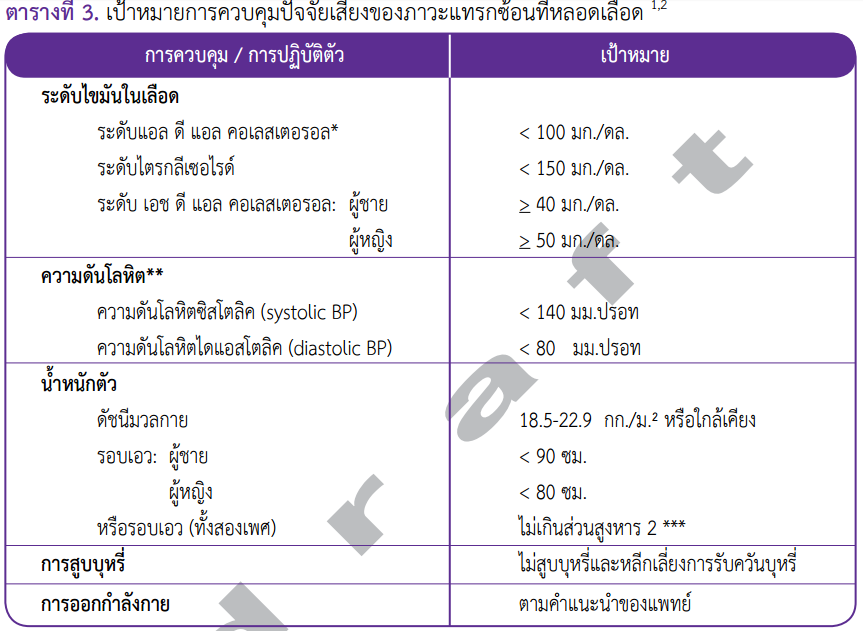 ตารางที่ 3. เป้าหมายการควบคุมปัจจัยเสี่ยงของภาวะแทรกซ้อนที่หลอดเลือด 1,2
การควบคุม / การปฏิบัติตัว เป้าหมาย
ระดับไขมันในเลือด
ระดับแอล ดี แอล คอเลสเตอรอล* < 100 มก./ดล.
ระดับไตรกลีเซอไรด์ < 150 มก./ดล.
ระดับ เอช ดี แอล คอเลสเตอรอล: ผู้ชาย ≥ 40 มก./ดล.
ผู้หญิง ≥ 50 มก./ดล.
ความดันโลหิต**
ความดันโลหิตซิสโตลิค (systolic BP) < 140 มม.ปรอท
ความดันโลหิตไดแอสโตลิค (diastolic BP) < 80 มม.ปรอท
น้ำหนักตัว
ดัชนีมวลกาย 18.5-22.9 กก./ม.² หรือใกล้เคียง
รอบเอว: ผู้ชาย < 90 ซม.
ผู้หญิง < 80 ซม.
หรือรอบเอว (ทั้งสองเพศ) ไม่เกินส่วนสูงหาร 2 ***
การสูบบุหรี่ ไม่สูบบุหรี่และหลีกเลี่ยงการรับควันบุหรี่
การออกกำลังกาย ตามคำแนะนำของแพทย์
draft